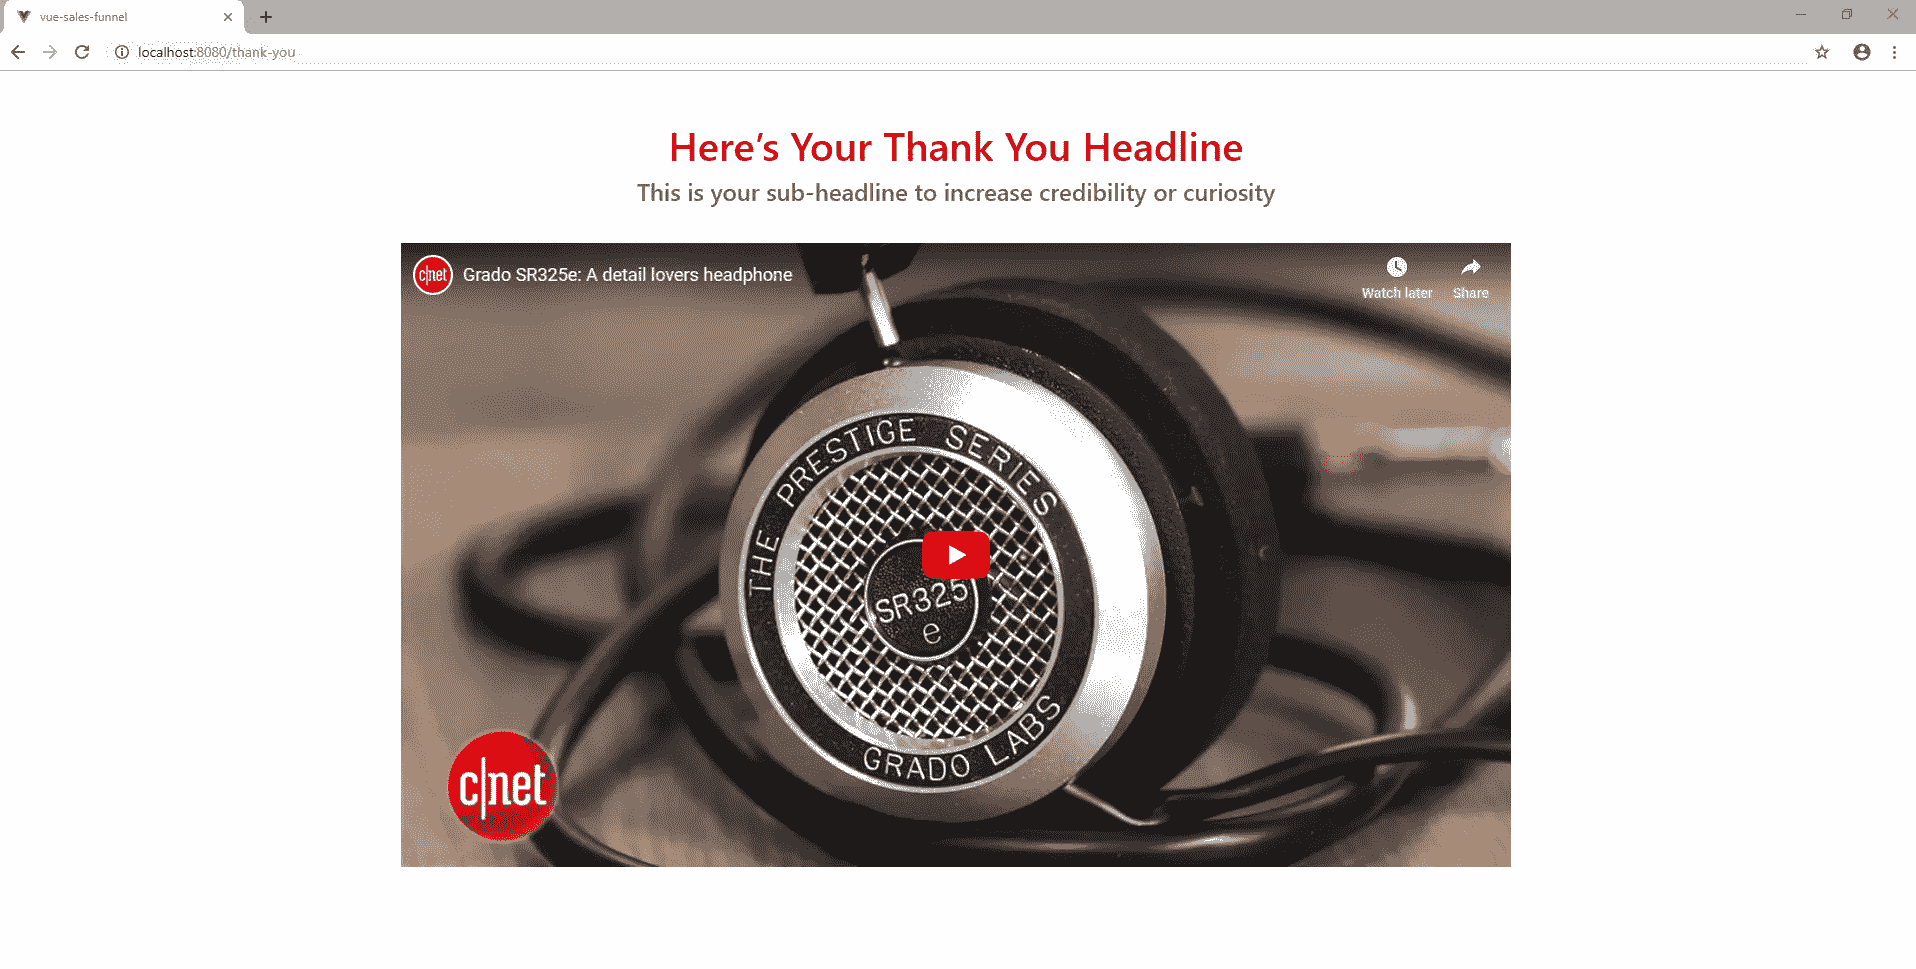 vue-sales-funnel
localhost:8080/thank-you
Here’s Your Thank You Headline
This is your sub-headline to increase credibility or curiosity
c|net
Grado SR325e: A detail lovers headphone
Watch later
Share
THE PRESTIGE SERIES
SR325
e
GRADO LABS
c|net